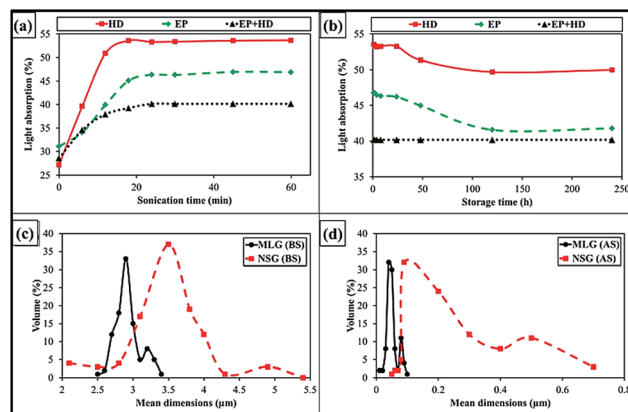 (a) HD EP EP+HD
55
50
45
40
35
30
25
Light absorption (%)
0 20 40 60 80
Sonication time (min)
(b) HD EP EP+HD
55
50
45
40
35
Light absorption (%)
0 50 100 150 200 250
Storage time (h)
(c) MLG (BS)
NSG (BS)
40
35
30
25
20
15
10
5
0
Volume (%)
2 2.5 3 3.5 4 4.5 5 5.5
Mean dimensions (µm)
(d) MLG (AS)
NSG (AS)
40
35
30
25
20
15
10
5
0
Volume (%)
0 0.2 0.4 0.6 0.8
Mean dimensions (µm)